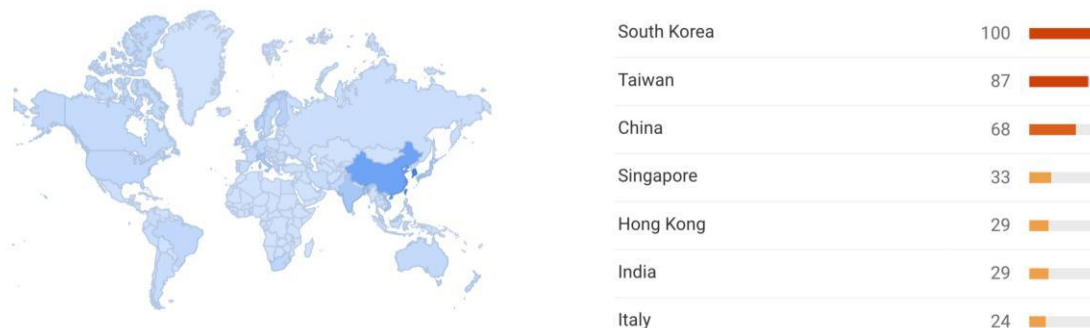 South Korea 100
Taiwan 87
China 68
Singapore 33
Hong Kong 29
India 29
Italy 24